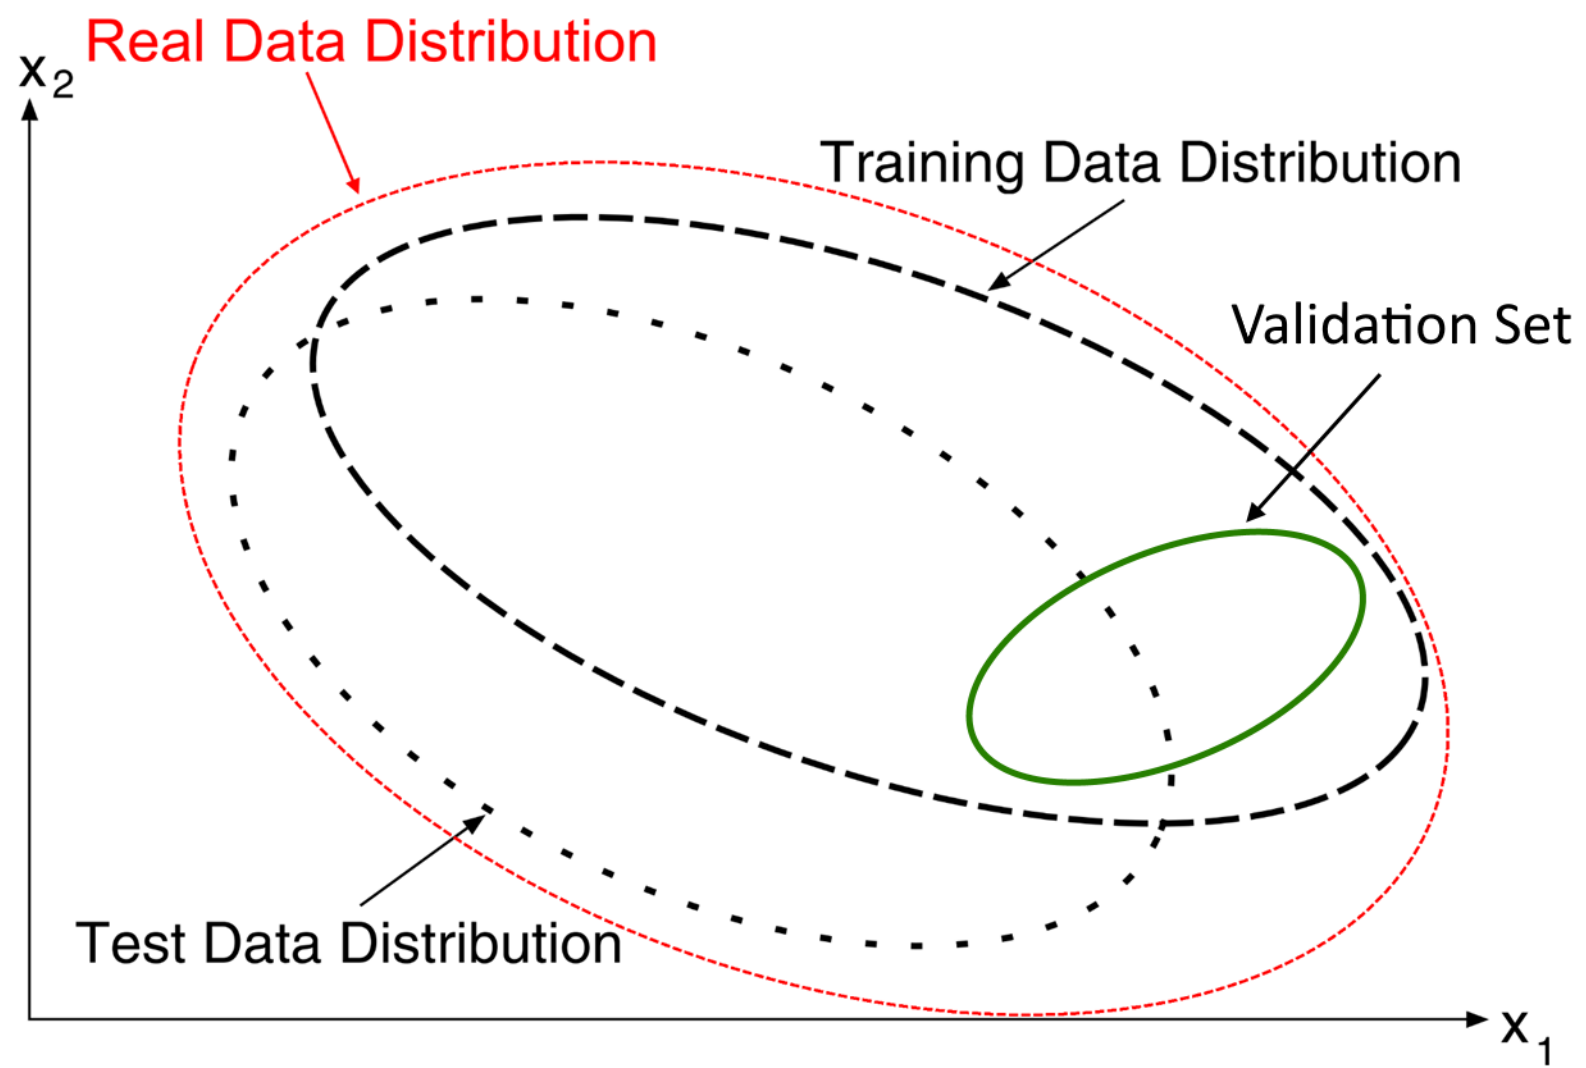 x₂
Real Data Distribution
Training Data Distribution
Validation Set
Test Data Distribution
x₁